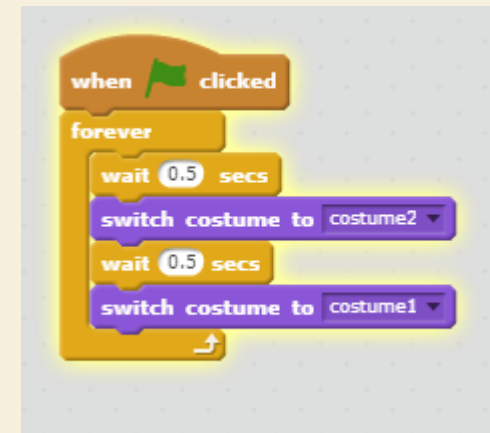 when clicked
forever
wait 0.5 secs
switch costume to costume2
wait 0.5 secs
switch costume to costume1